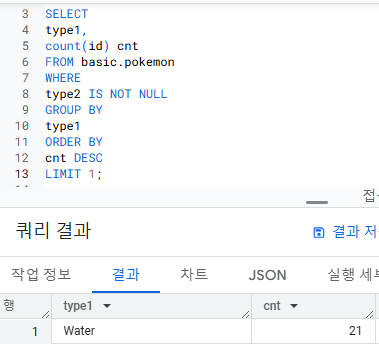 3 SELECT
4 type1,
5 count(id) cnt
6 FROM basic.pokemon
7 WHERE
8 type2 IS NOT NULL
9 GROUP BY
10 type1
11 ORDER BY
12 cnt DESC
13 LIMIT 1;
쿼리 결과
결과 저
작업 정보 결과 차트 JSON 실행 세부
행 type1 cnt
1 Water 21